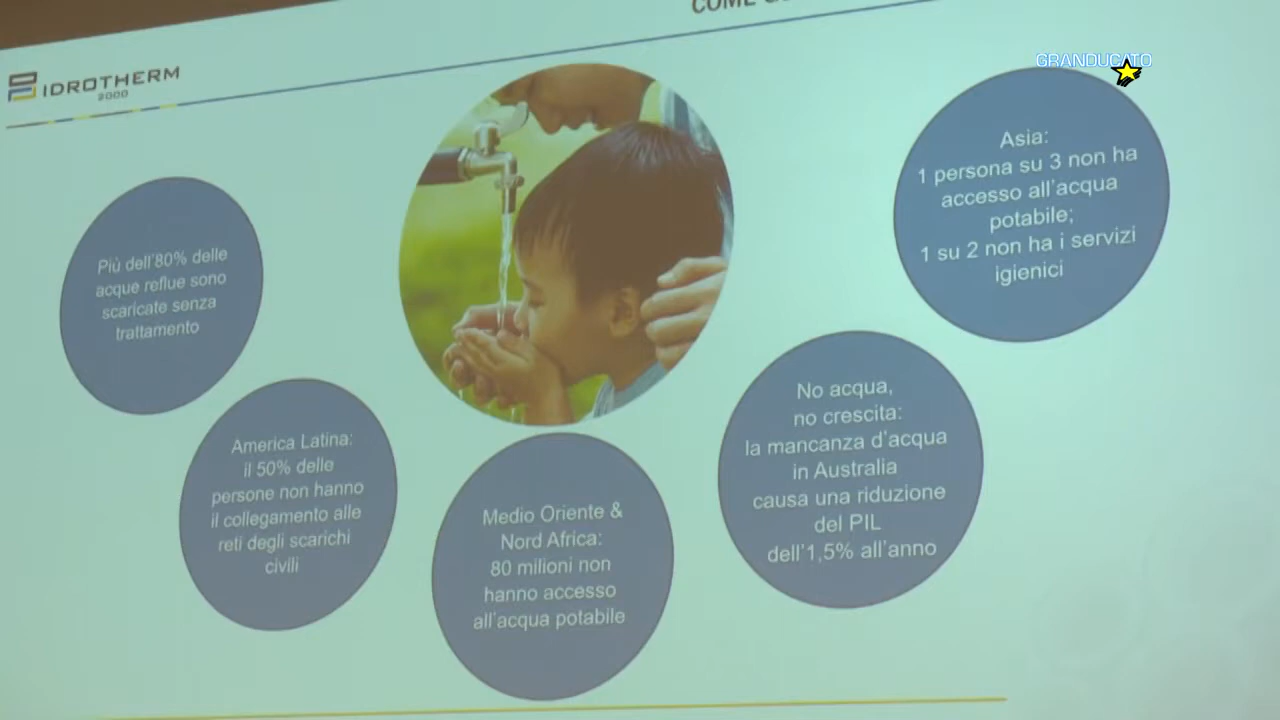 COME
IDROTHERM
2000
GRANDUCATO
Più dell'80% delle
acque reflue sono
scaricate senza
trattamento
America Latina:
il 50% delle
persone non hanno
il collegamento alle
reti degli scarichi
civili
Medio Oriente &
Nord Africa:
80 milioni non
hanno accesso
all'acqua potabile
No acqua,
no crescita:
la mancanza d'acqua
in Australia
causa una riduzione
del PIL
dell'1,5% all'anno
Asia:
1 persona su 3 non ha
accesso all'acqua
potabile;
1 su 2 non ha i servizi
igienici